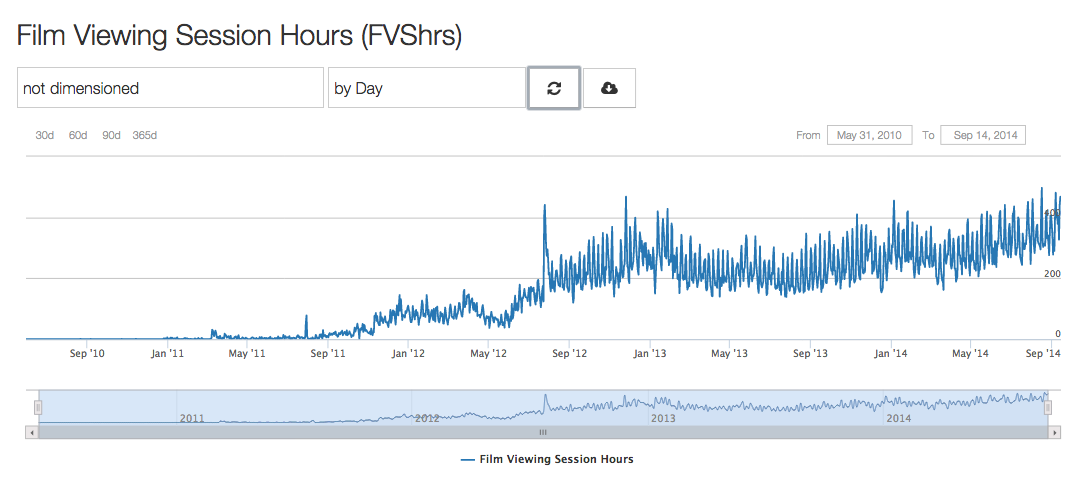 Film Viewing Session Hours (FVShrs)
not dimensioned by Day
30d 60d 90d 365d From May 31, 2010 To Sep 14, 2014
400
200
0
Sep '10 Jan '11 May '11 Sep '11 Jan '12 May '12 Sep '12 Jan '13 May '13 Sep '13 Jan '14 May '14 Sep '14
2011 2012 2013 2014
Film Viewing Session Hours